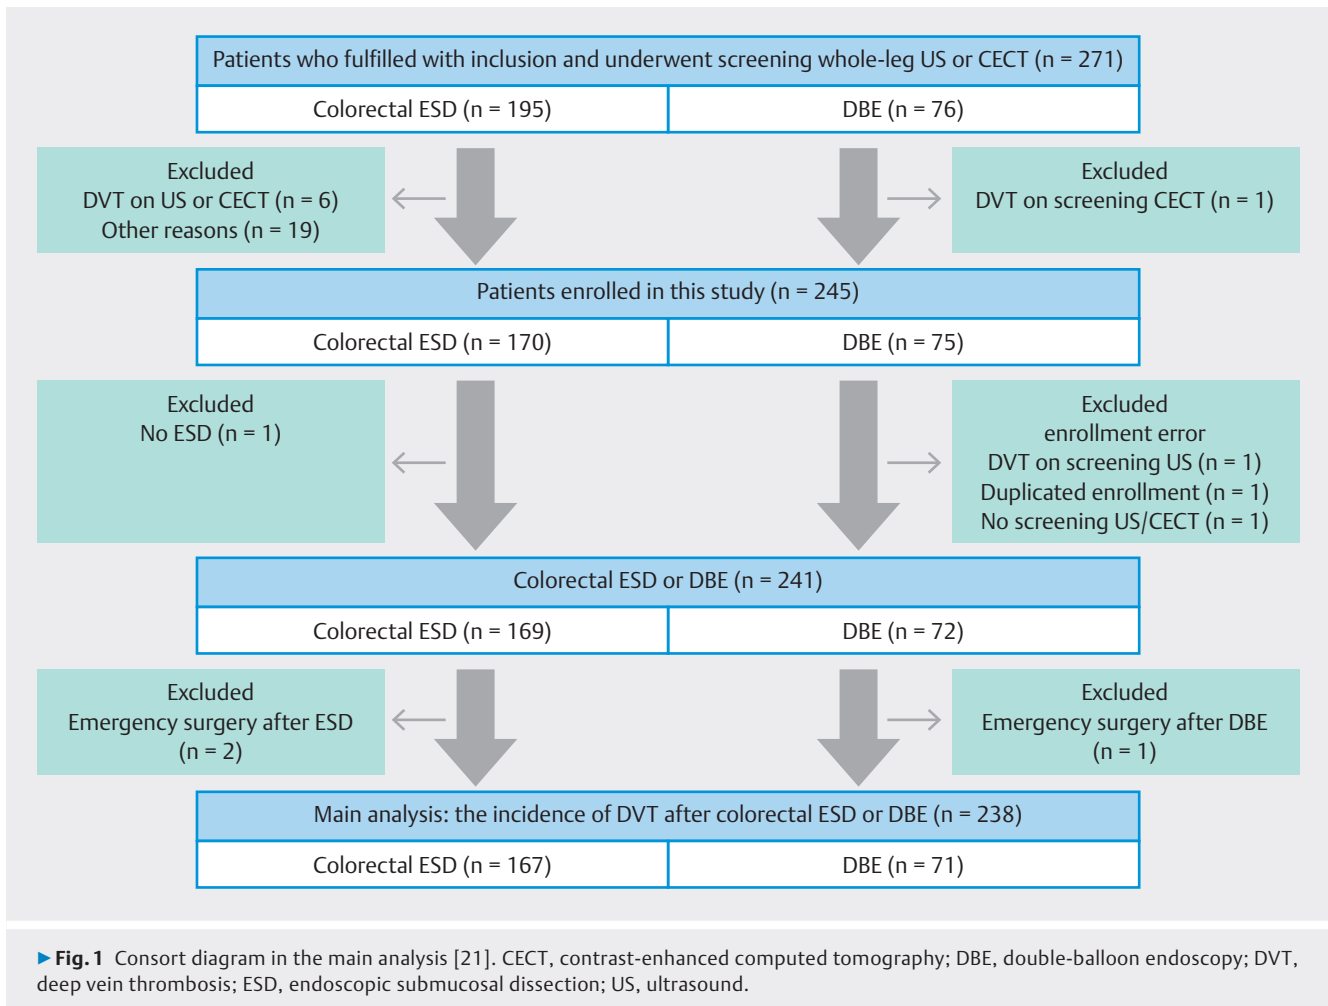 Patients who fulfilled with inclusion and underwent screening whole-leg US or CECT (n = 271)
Colorectal ESD (n = 195)
DBE (n = 76)
Excluded
DVT on US or CECT (n = 6)
Other reasons (n = 19)
Excluded
DVT on screening CECT (n = 1)
Patients enrolled in this study (n = 245)
Colorectal ESD (n = 170)
DBE (n = 75)
Excluded
No ESD (n = 1)
Excluded
enrollment error
DVT on screening US (n = 1)
Duplicated enrollment (n = 1)
No screening US/CECT (n = 1)
Colorectal ESD or DBE (n = 241)
Colorectal ESD (n = 169)
DBE (n = 72)
Excluded
Emergency surgery after ESD
(n = 2)
Excluded
Emergency surgery after DBE
(n = 1)
Main analysis: the incidence of DVT after colorectal ESD or DBE (n = 238)
Colorectal ESD (n = 167)
DBE (n = 71)
▶ Fig. 1 Consort diagram in the main analysis [21]. CECT, contrast-enhanced computed tomography; DBE, double-balloon endoscopy; DVT,
deep vein thrombosis; ESD, endoscopic submucosal dissection; US, ultrasound.